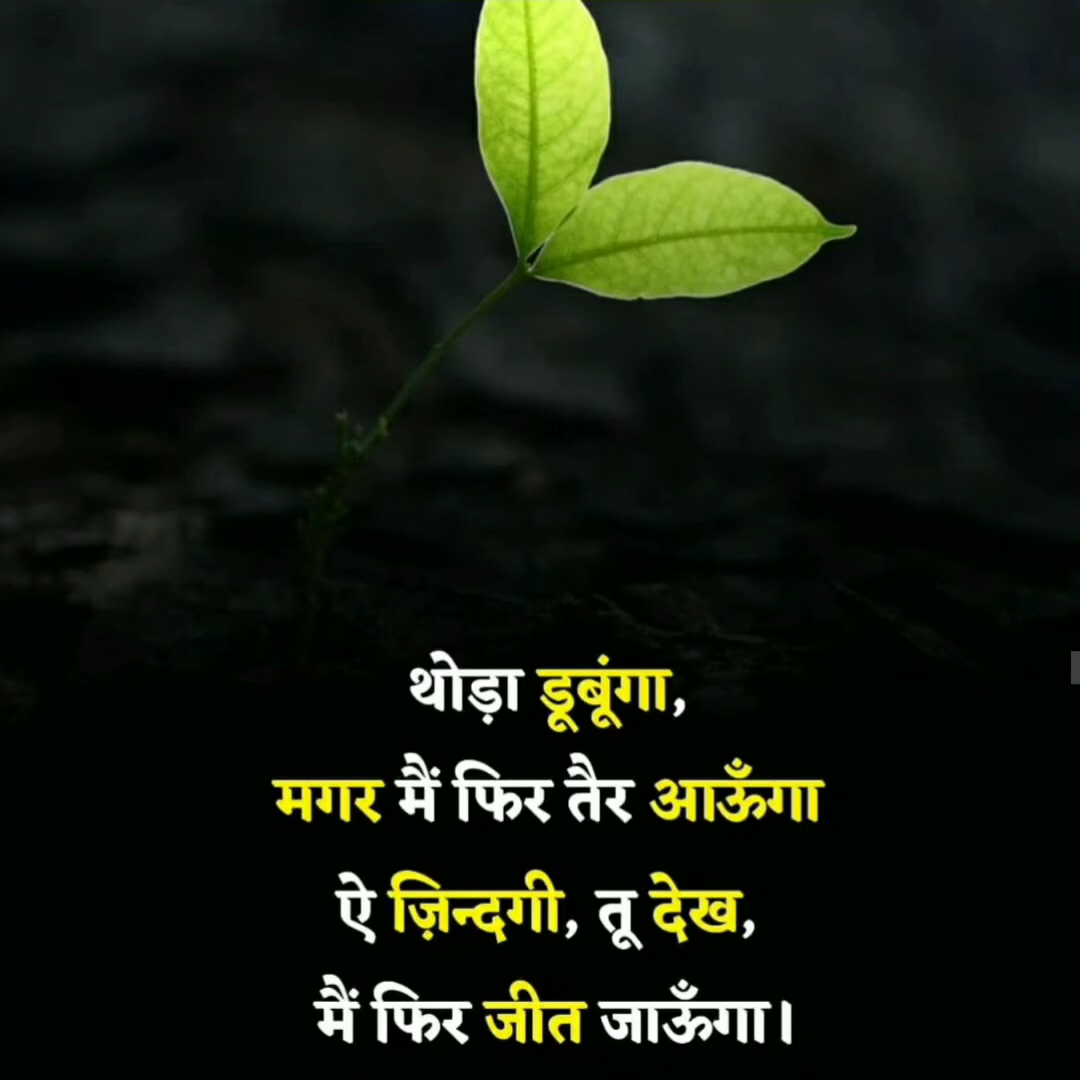 थोड़ा डूबूंगा,
मगर मैं फिर तैर आऊँगा
ऐ ज़िन्दगी, तू देख,
मैं फिर जीत जाऊँगा।